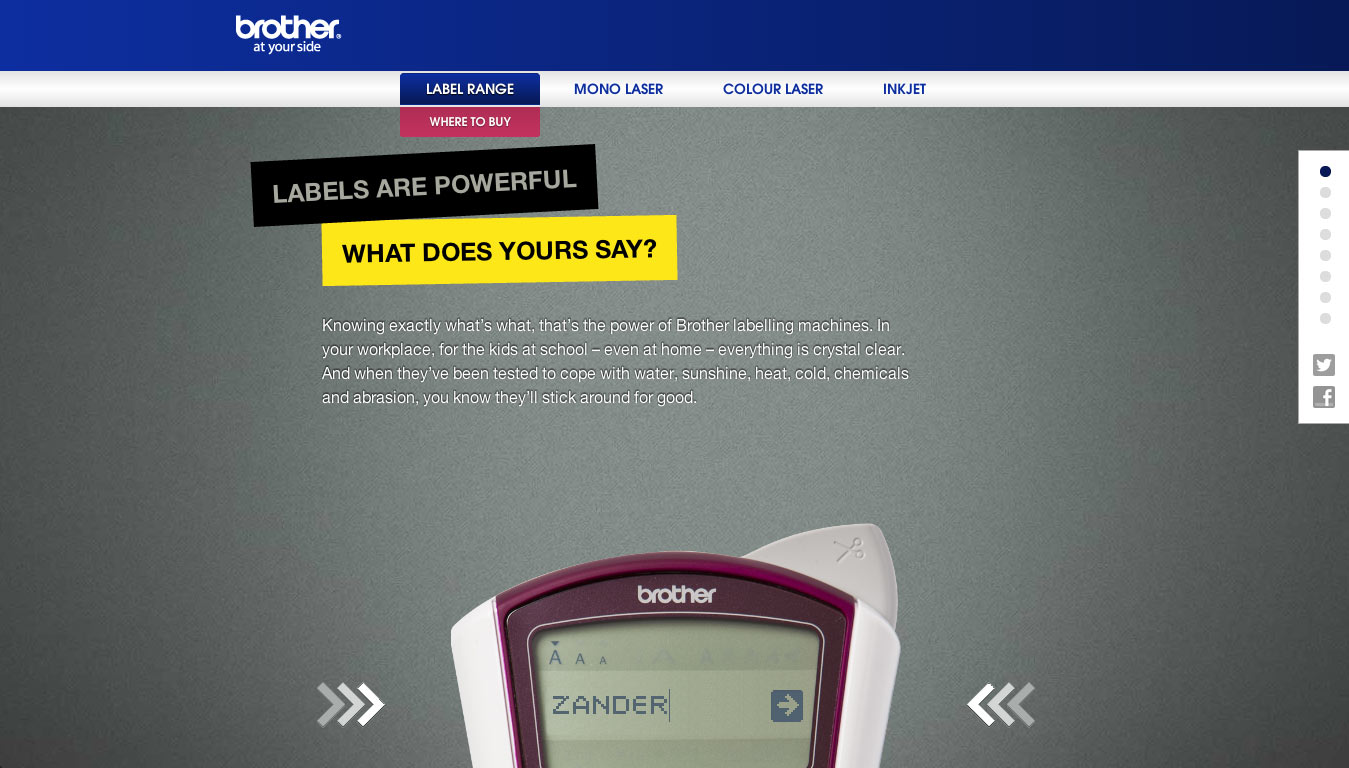 brother®
at your side
LABEL RANGE
MONO LASER
COLOUR LASER
INKJET
WHERE TO BUY
LABELS ARE POWERFUL
WHAT DOES YOURS SAY?
Knowing exactly what's what, that's the power of Brother labelling machines. In
your workplace, for the kids at school – even at home – everything is crystal clear.
And when they've been tested to cope with water, sunshine, heat, cold, chemicals
and abrasion, you know they'll stick around for good.
brother
A A A
ZANDER